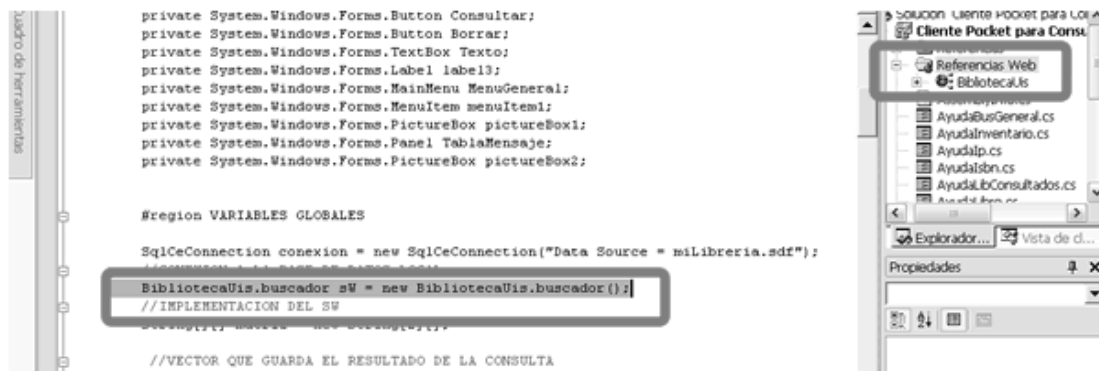 Cuadro de herramientas
private System.Windows.Forms.Button Consultar;
private System.Windows.Forms.Button Borrar;
private System.Windows.Forms.TextBox Texto;
private System.Windows.Forms.Label label3;
private System.Windows.Forms.MainMenu MenuGeneral;
private System.Windows.Forms.MenuItem menuItem1;
private System.Windows.Forms.PictureBox pictureBox1;
private System.Windows.Forms.Panel TablaMensaje;
private System.Windows.Forms.PictureBox pictureBox2;
#region VARIABLES GLOBALES
SqlCeConnection conexion = new SqlCeConnection("Data Source = miLibreria.sdf");
BibliotecaUis.buscador sW = new BibliotecaUis.buscador();
//IMPLEMENTACION DEL SW
//VECTOR QUE GUARDA EL RESULTADO DE LA CONSULTA
Cliente Pocket para Consu
Referencias Web
BibliotecaUis
AyudaBusGeneral.cs
AyudaInventario.cs
AyudaIp.cs
AyudaIsbn.cs
AyudaLibConsultados.cs
Explorador... Vista de cl...
Propiedades